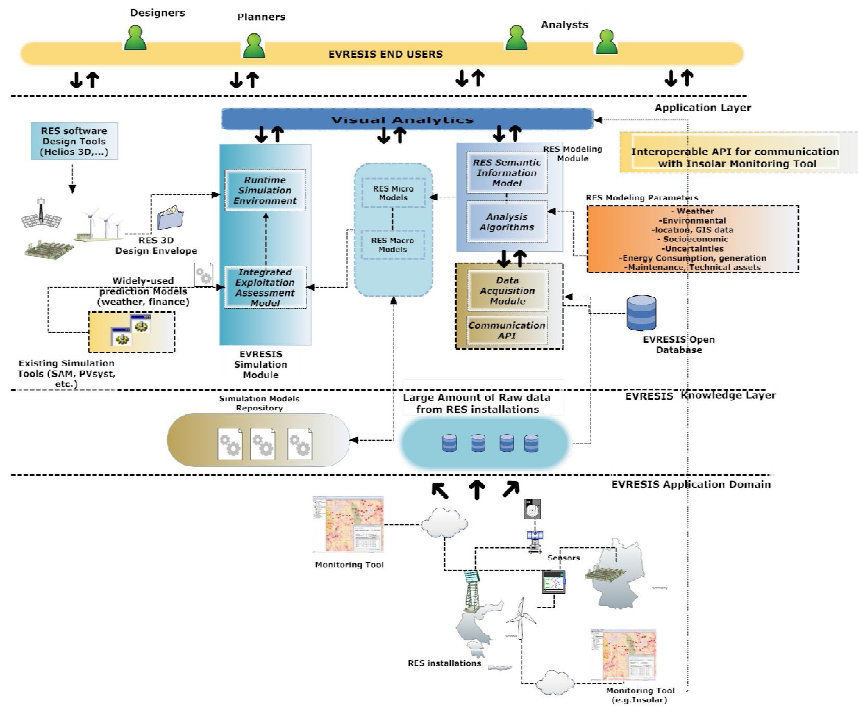 Designers
Planners
Analysts
EVRESIS END USERS
Application Layer
Visual Analytics
RES software
Design Tools
(Helios 3D,...)
Runtime
Simulation
Environment
RES Micro
Models
RES Macro
Models
RES Semantic
Information
Model
RES Modeling
Module
Analysis
Algorithms
Interoperable API for communication
with Insolar Monitoring Tool
RES Modeling Parameters
- Weather
-Environmental
-location, GIS data
- Socioeconomic
-Uncertainties
-Energy Consumption, generation
-Maintenance, Technical assets
RES 3D
Design Envelope
Widely-used
prediction Models
(weather, finance)
Integrated
Exploitation
Assessment
Model
Data
Acquisition
Module
Communication
API
EVRESIS Open
Database
Existing Simulation
Tools (SAM, PVsyst,
etc.)
EVRESIS
Simulation
Module
EVRESIS Knowledge Layer
Simulation Models
Repository
Large Amount of Raw data
from RES installations
EVRESIS Application Domain
Monitoring Tool
Sensors
RES installations
Monitoring Tool
(e.g.Insolar)